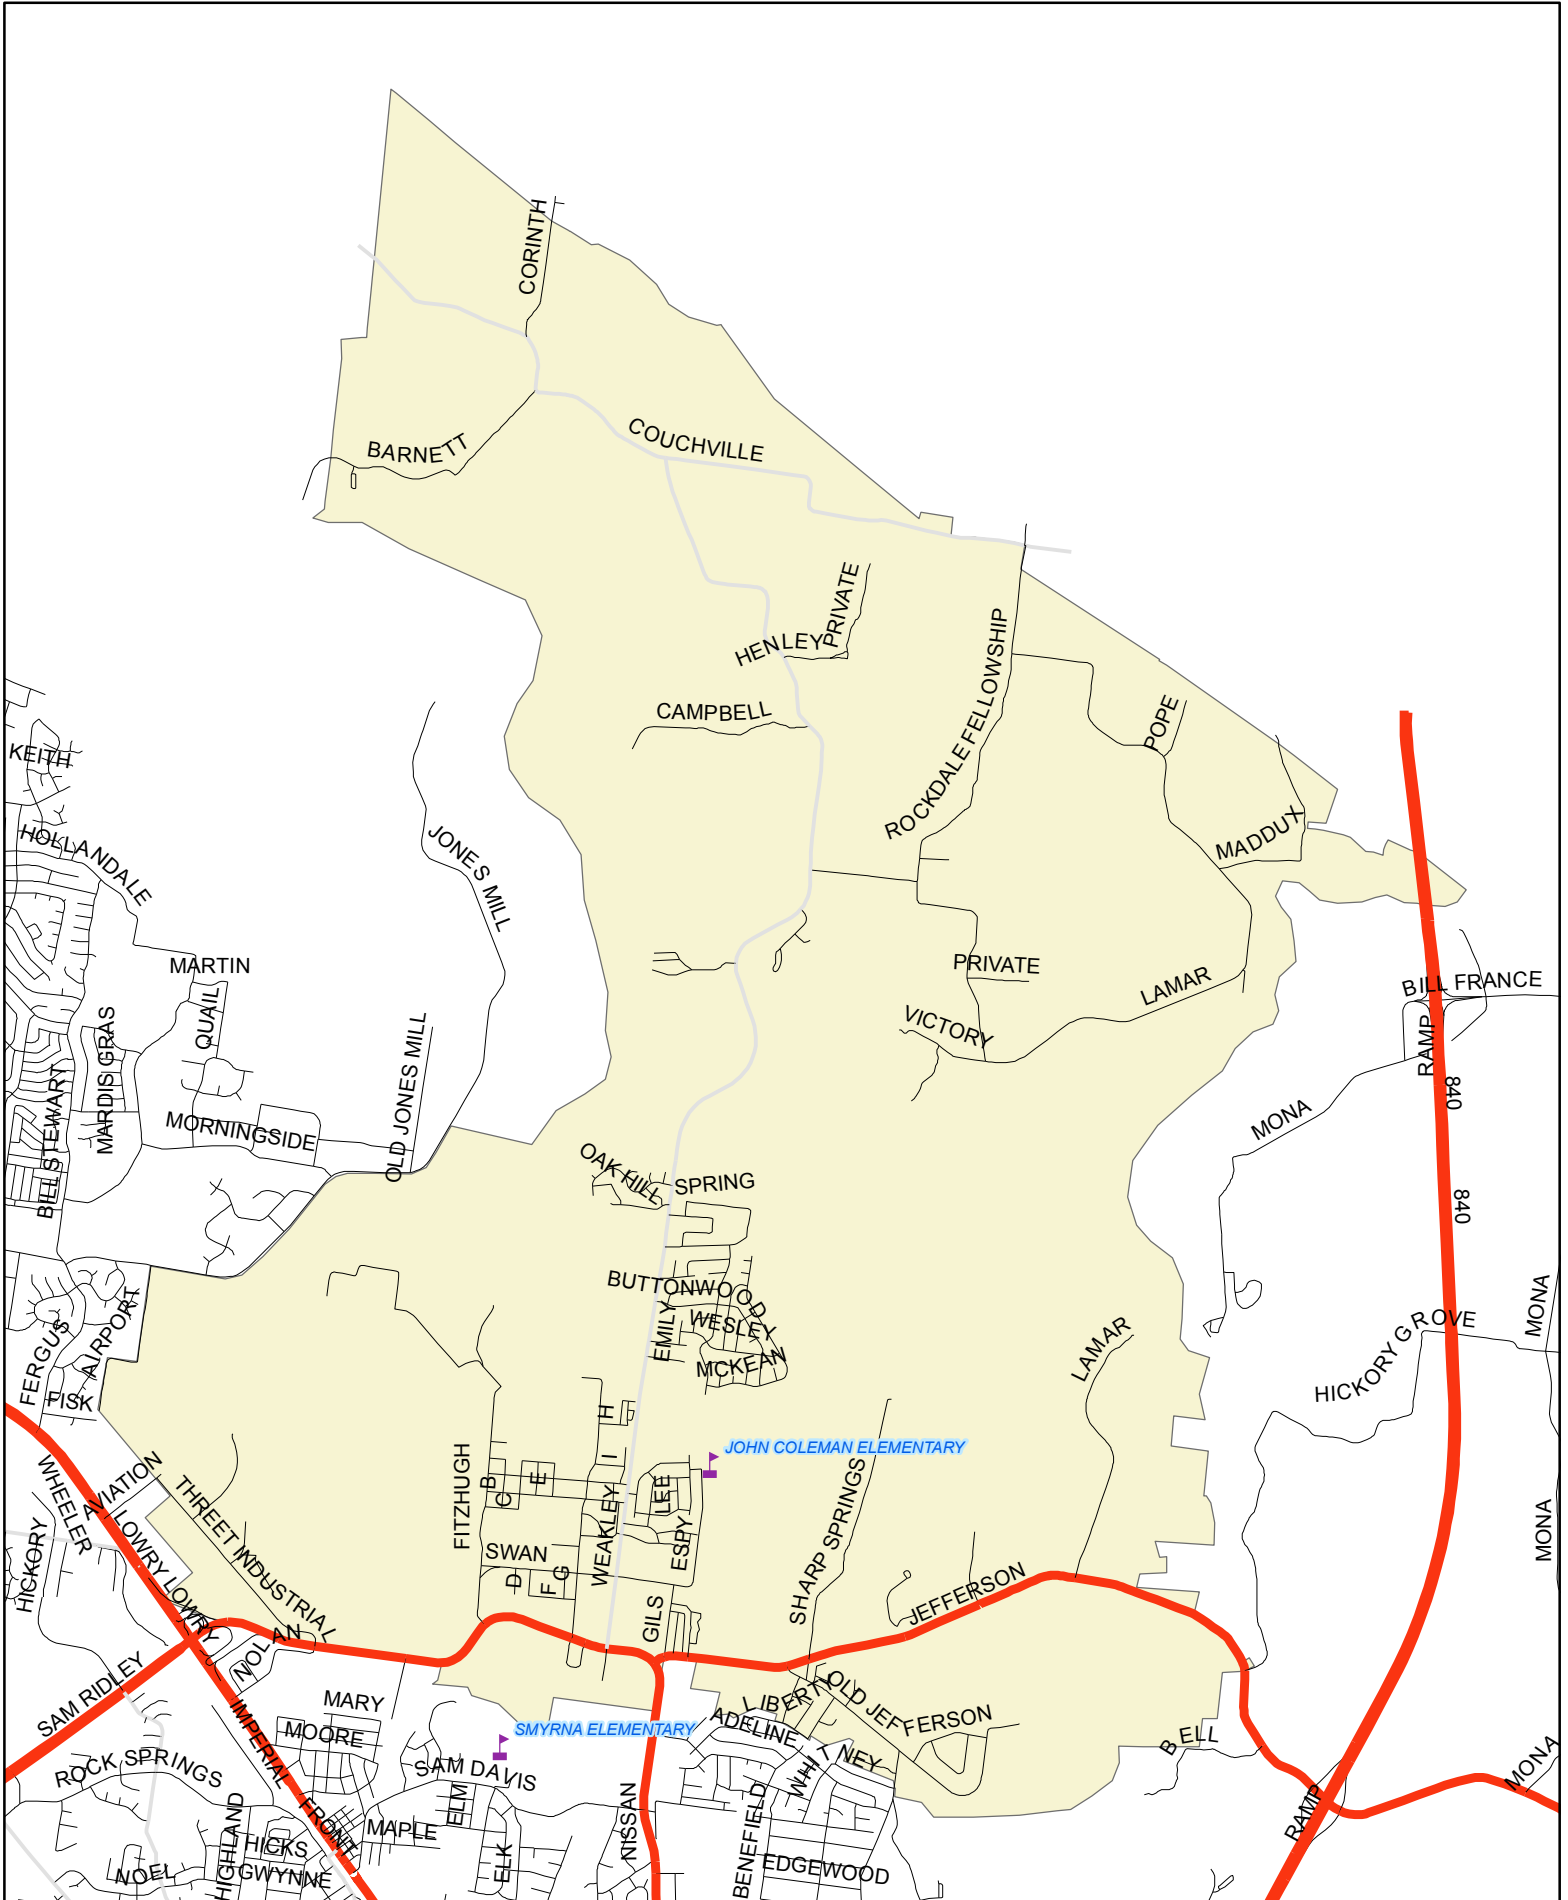 CORINTH
BARNETT
COUCHVILLE
PRIVATE
HENLEY
ROCKDALE FELLOWSHIP
CAMPBELL
POPE
KEITH
HOLLANDALE
JONES MILL
MADDUX
MARTIN
PRIVATE
LAMAR
BILL FRANCE
QUAIL
MARDIS GRAS
OLD JONES MILL
VICTORY
RAMP
840
BILL STEWART
MORNINGSIDE
MONA
OAK HILL
SPRING
840
AIRPORT
BUTTONWOOD
EMILY
WESLEY
MCKEAN
LAMAR
MONA
HICKORY GROVE
FERGUS
FISK
H
I
JOHN COLEMAN ELEMENTARY
FITZHUGH
B
C
E
LEE
WHEELER
AVIATION
THREET INDUSTRIAL
HICKORY
LOWRY
LOWRY
WEAKLEY
ESPY
SHARP SPRINGS
MONA
SWAN
D
F
G
GILS
JEFFERSON
NOLAN
SAM RIDLEY
IMPERIAL
MARY
MOORE
SMYRNA ELEMENTARY
LIBERTY
OLD JEFFERSON
ADELINE
WHITNEY
BELL
ROCK SPRINGS
SAM DAVIS
ELM
MONA
RAMP
HIGHLAND
FRONT
MAPLE
NISSAN
BENEFIELD
HICKS
NOEL
GWYNNE
ELK
EDGEWOOD